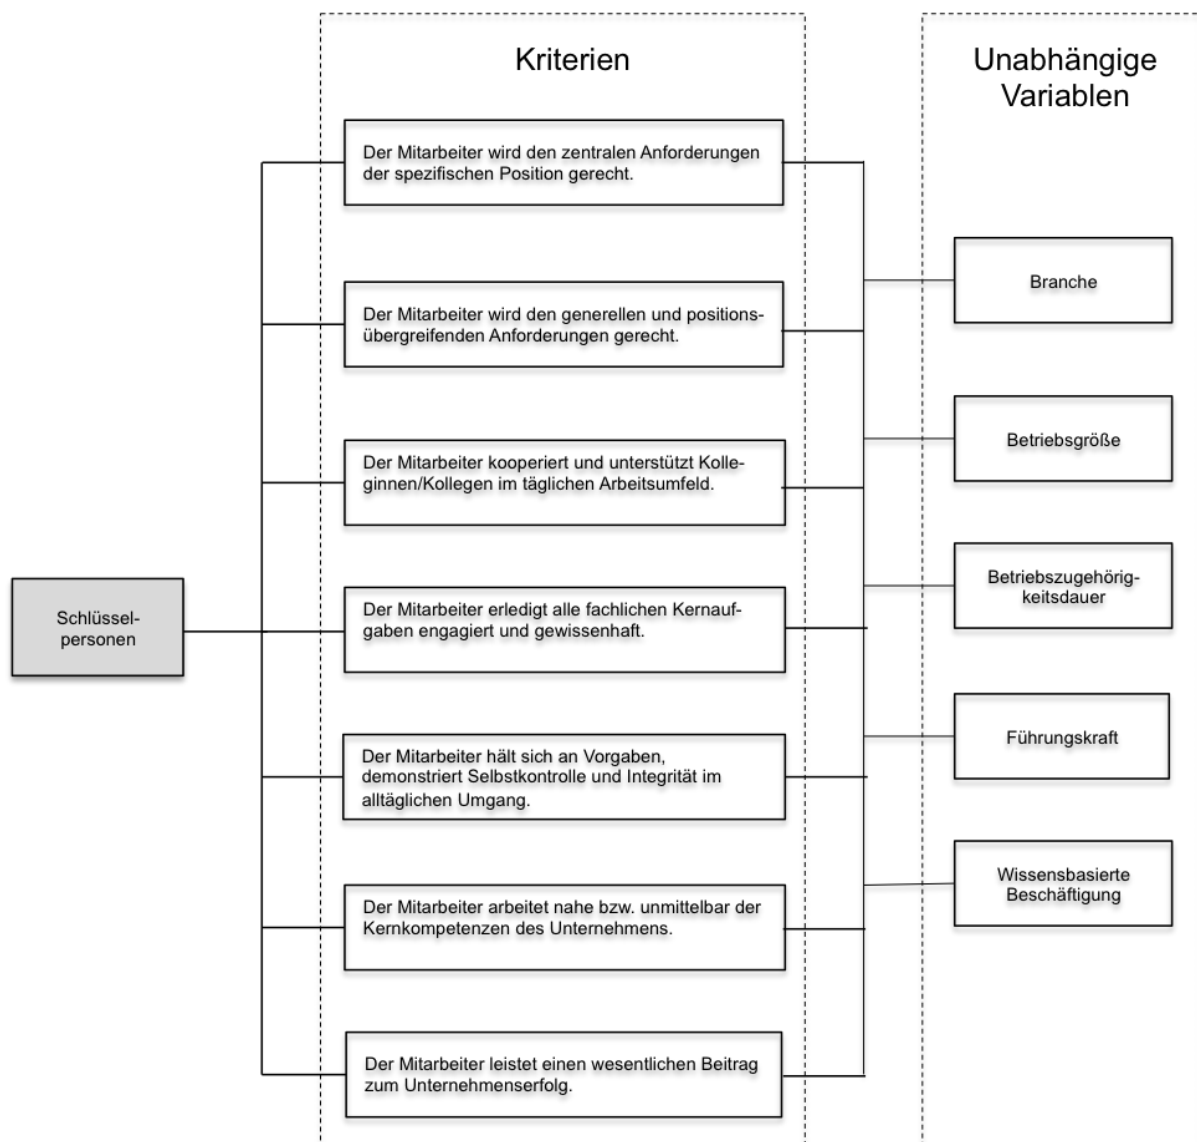 Kriterien
Der Mitarbeiter wird den zentralen Anforderungen
der spezifischen Position gerecht.
Der Mitarbeiter wird den generellen und positions-
übergreifenden Anforderungen gerecht.
Der Mitarbeiter kooperiert und unterstützt Kolle-
ginnen/Kollegen im täglichen Arbeitsumfeld.
Schlüssel-
personen
Der Mitarbeiter erledigt alle fachlichen Kernauf-
gaben engagiert und gewissenhaft.
Der Mitarbeiter hält sich an Vorgaben,
demonstriert Selbstkontrolle und Integrität im
alltäglichen Umgang.
Der Mitarbeiter arbeitet nahe bzw. unmittelbar der
Kernkompetenzen des Unternehmens.
Der Mitarbeiter leistet einen wesentlichen Beitrag
zum Unternehmenserfolg.
Unabhängige
Variablen
Branche
Betriebsgröße
Betriebszugehörig-
keitsdauer
Führungskraft
Wissensbasierte
Beschäftigung